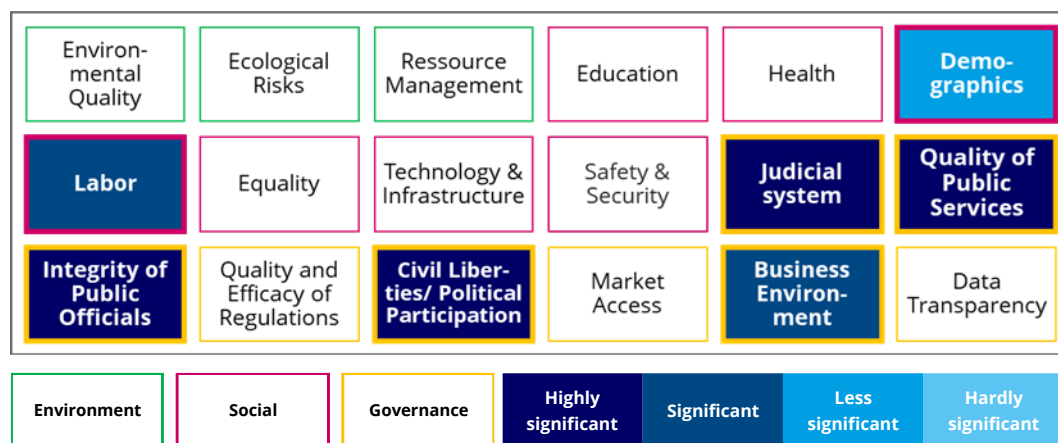 Environ-
mental
Quality
Ecological
Risks
Ressource
Management
Education
Health
Demo-
graphics
Labor
Equality
Technology &
Infrastructure
Safety &
Security
Judicial
system
Quality of
Public
Services
Integrity of
Public
Officials
Quality and
Efficacy of
Regulations
Civil Liber-
ties/ Political
Participation
Market
Access
Business
Environ-
ment
Data
Transparency
Environment
Social
Governance
Highly
significant
Significant
Less
significant
Hardly
significant